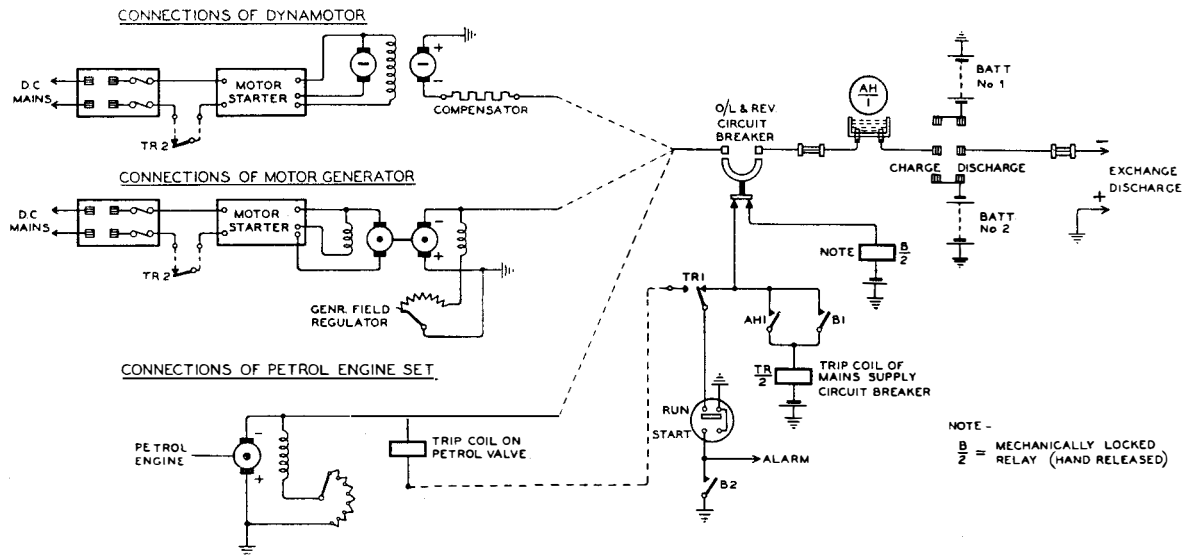 CONNECTIONS OF DYNAMOTOR
D.C
MAINS
MOTOR
STARTER
TR 2
+
-
COMPENSATOR
O/L & REV.
CIRCUIT
BREAKER
AH
1
BATT
No 1
CHARGE
DISCHARGE
-
EXCHANGE
DISCHARGE
+
BATT.
No 2
CONNECTIONS OF MOTOR GENERATOR
D.C
MAINS
MOTOR
STARTER
TR 2
-
+
GENR. FIELD
REGULATOR
NOTE
B
2
TR1
AH1
B1
TR
2
TRIP COIL OF
MAINS SUPPLY
CIRCUIT BREAKER
CONNECTIONS OF PETROL ENGINE SET
PETROL
ENGINE
-
+
TRIP COIL ON
PETROL VALVE.
RUN
START
ALARM
B2
NOTE -
B
2
= MECHANICALLY LOCKED
RELAY (HAND RELEASED)